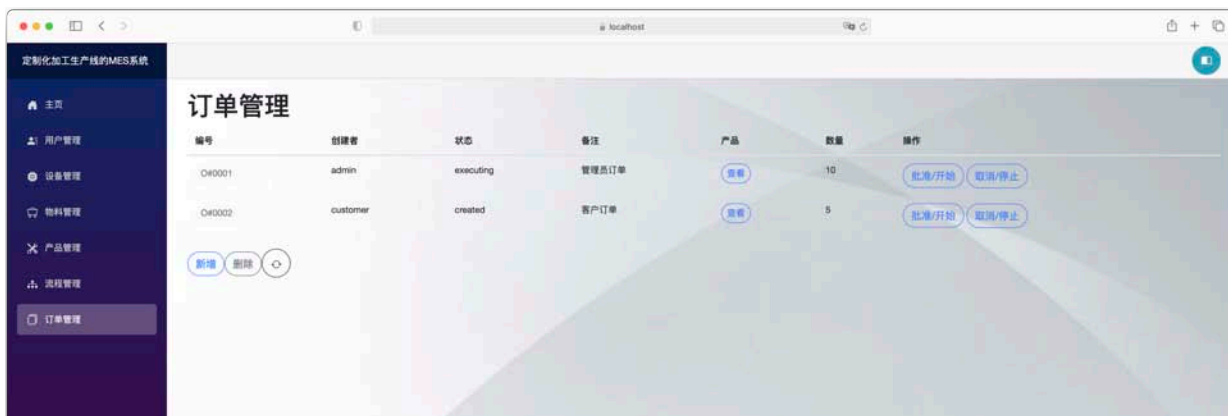 localhost
定制化加工生产线的MES系统
主页
用户管理
设备管理
物料管理
产品管理
流程管理
订单管理
订单管理
编号 创建者 状态 备注 产品 数量 操作
O#0001 admin executing 管理员订单 查看 10 批准/开始 取消/停止
O#0002 customer created 客户订单 查看 5 批准/开始 取消/停止
新增 删除